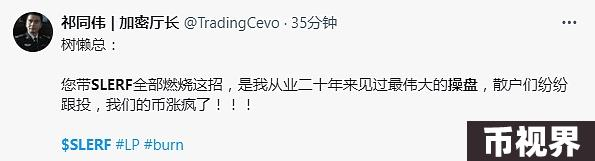 祁同伟 | 加密厅长 @TradingCevo · 35分钟
树懒总：
您带SLERF全部燃烧这招，是我从业二十年来见过最伟大的操盘，散户们纷纷
跟投，我们的币涨疯了！！！
$SLERF #LP #burn
币视界